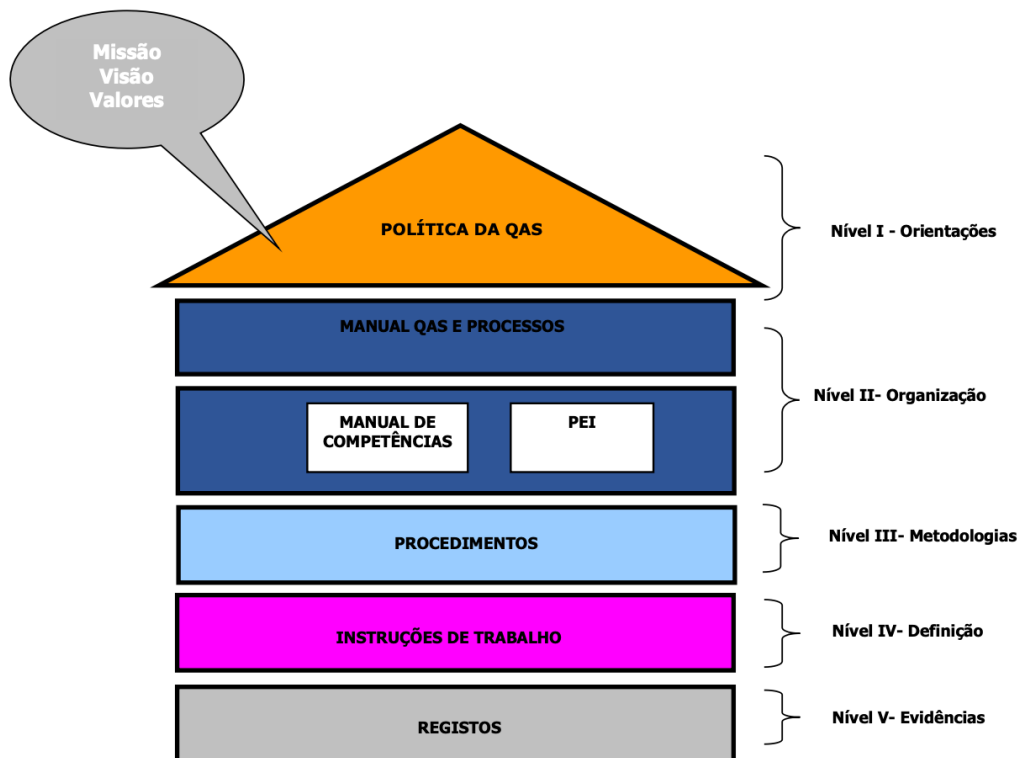 Missão
Visão
Valores
POLÍTICA DA QAS
Nível I - Orientações
MANUAL QAS E PROCESSOS
Nível II- Organização
MANUAL DE
COMPETÊNCIAS
PEI
PROCEDIMENTOS
Nível III- Metodologias
INSTRUÇÕES DE TRABALHO
Nível IV- Definição
REGISTOS
Nível V- Evidências